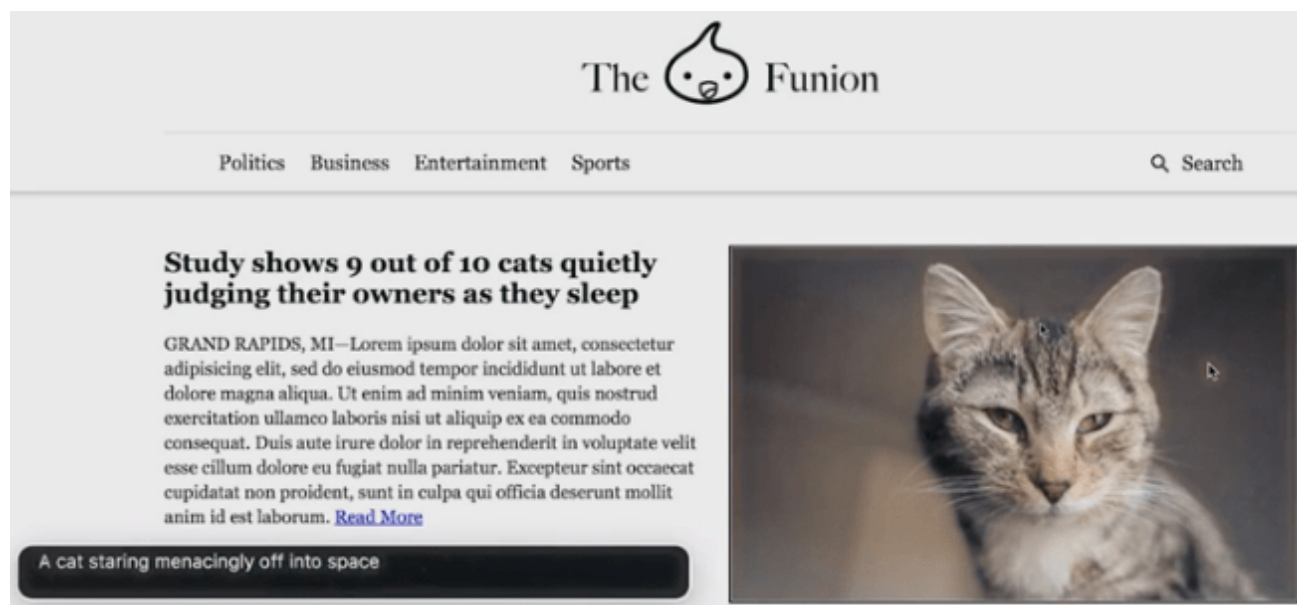 The Funion
Politics Business Entertainment Sports Search
Study shows 9 out of 10 cats quietly
judging their owners as they sleep
GRAND RAPIDS, MI—Lorem ipsum dolor sit amet, consectetur
adipisicing elit, sed do eiusmod tempor incididunt ut labore et
dolore magna aliqua. Ut enim ad minim veniam, quis nostrud
exercitation ullamco laboris nisi ut aliquip ex ea commodo
consequat. Duis aute irure dolor in reprehenderit in voluptate velit
esse cillum dolore eu fugiat nulla pariatur. Excepteur sint occaecat
cupidatat non proident, sunt in culpa qui officia deserunt mollit
anim id est laborum. Read More
A cat staring menacingly off into space